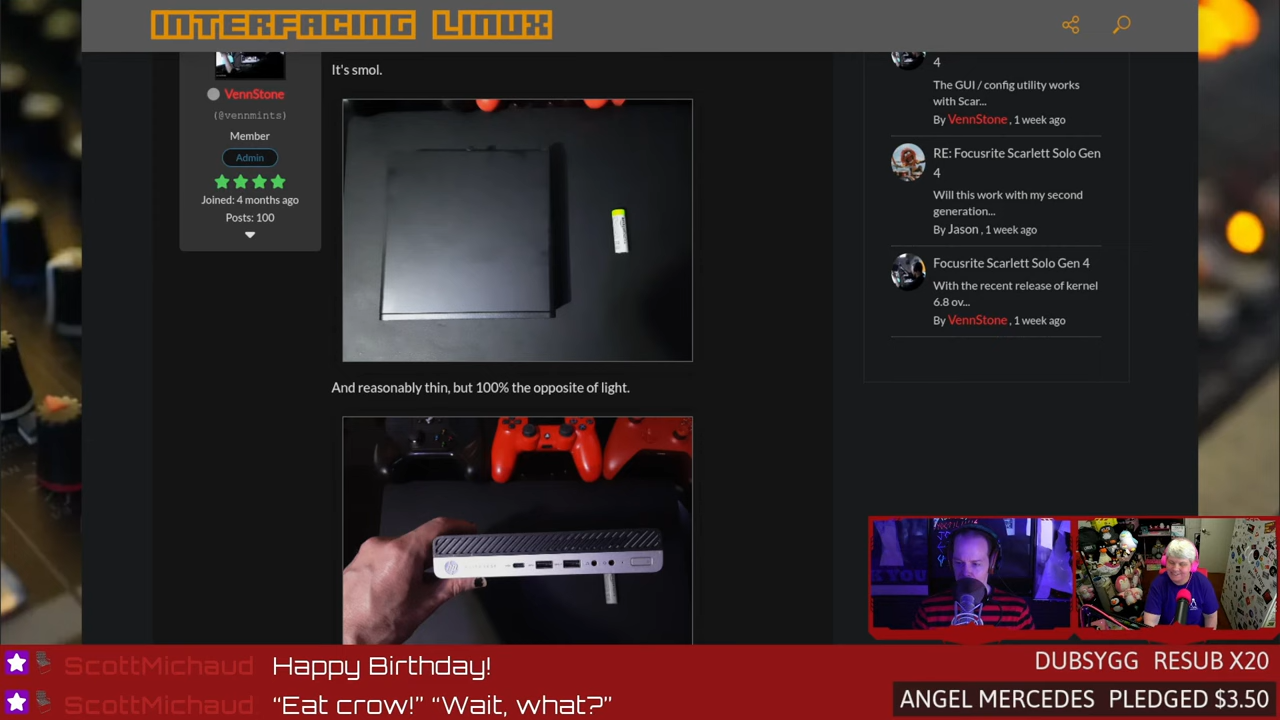 INTERFACING LINUX
It's smol.
VennStone
(@vennmints)
Member
Admin
Joined: 4 months ago
Posts: 100
And reasonably thin, but 100% the opposite of light.
4
The GUI / config utility works
with Scar...
By VennStone , 1 week ago
RE: Focusrite Scarlett Solo Gen
4
Will this work with my second
generation...
By Jason , 1 week ago
Focusrite Scarlett Solo Gen 4
With the recent release of kernel
6.8 ov...
By VennStone , 1 week ago
ScottMichaud Happy Birthday!
ScottMichaud “Eat crow!” “Wait, what?”
DUBSYGG RESUB X20
ANGEL MERCEDES PLEDGED $3.50